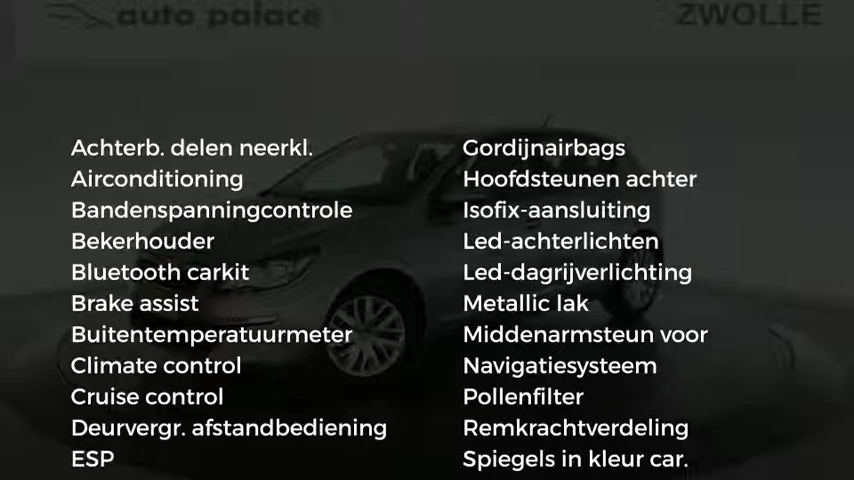 auto palace
ZWOLLE
Achterb. delen neerkl.
Airconditioning
Bandenspanningcontrole
Bekerhouder
Bluetooth carkit
Brake assist
Buitentemperatuurmeter
Climate control
Cruise control
Deurvergr. afstandbediening
ESP
Gordijnairbags
Hoofdsteunen achter
Isofix-aansluiting
Led-achterlichten
Led-dagrijverlichting
Metallic lak
Middenarmsteun voor
Navigatiesysteem
Pollenfilter
Remkrachtverdeling
Spiegels in kleur car.